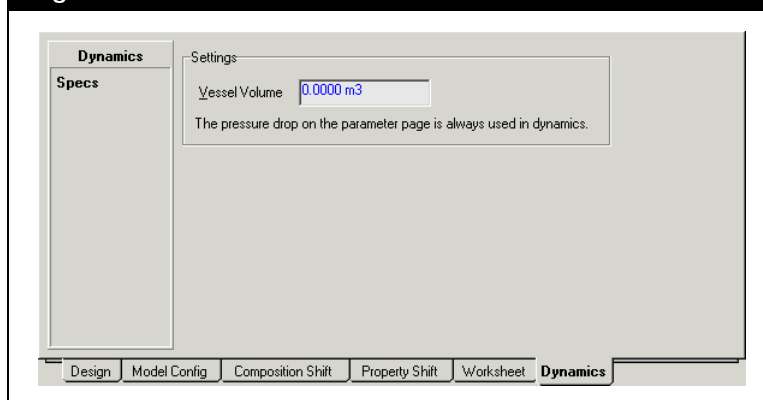 Dynamics
Specs
Settings
Vessel Volume 0.0000 m3
The pressure drop on the parameter page is always used in dynamics.
Design Model Config Composition Shift Property Shift Worksheet Dynamics